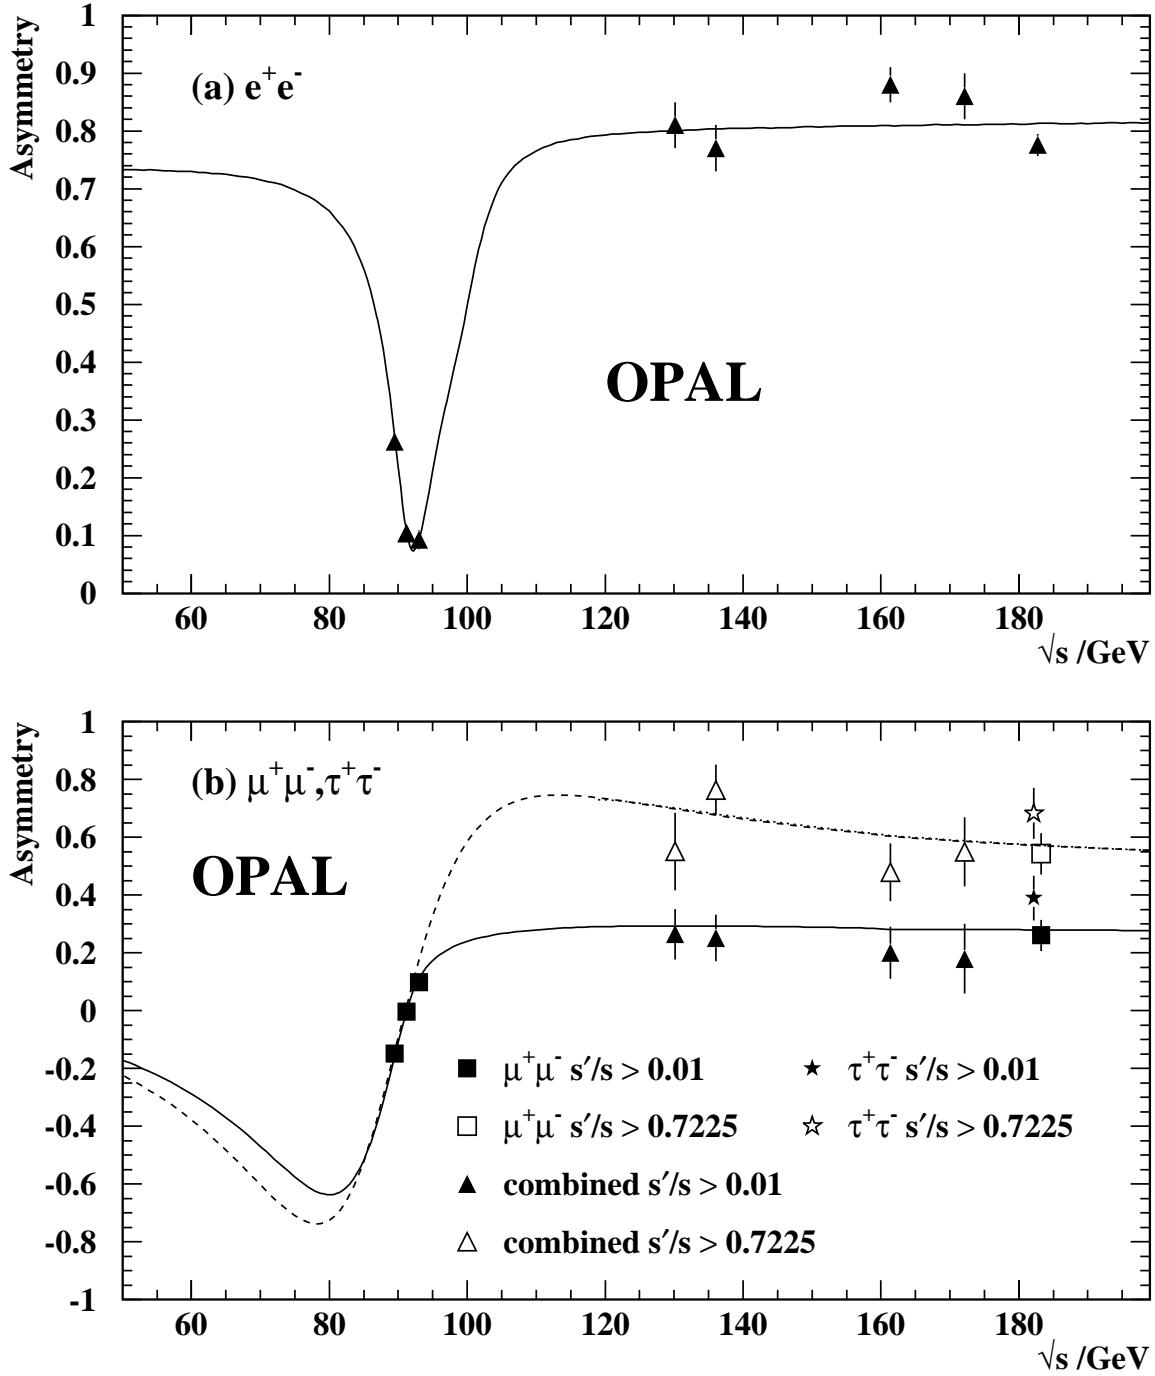 Asymmetry
1
0.9
0.8
0.7
0.6
0.5
0.4
0.3
0.2
0.1
0
(a) e⁺e⁻
OPAL
60 80 100 120 140 160 180
√s /GeV
Asymmetry
1
0.8
0.6
0.4
0.2
0
-0.2
-0.4
-0.6
-0.8
-1
(b) μ⁺μ⁻,τ⁺τ⁻
OPAL
μ⁺μ⁻ s′/s > 0.01
μ⁺μ⁻ s′/s > 0.7225
combined s′/s > 0.01
combined s′/s > 0.7225
τ⁺τ⁻ s′/s > 0.01
τ⁺τ⁻ s′/s > 0.7225
60 80 100 120 140 160 180
√s /GeV